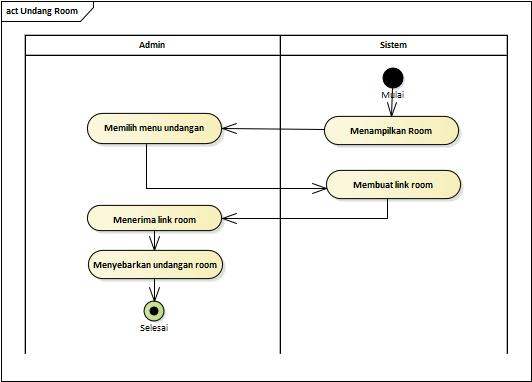 act Undang Room
Admin
Sistem
Mulai
Menampilkan Room
Memilih menu undangan
Membuat link room
Menerima link room
Menyebarkan undangan room
Selesai